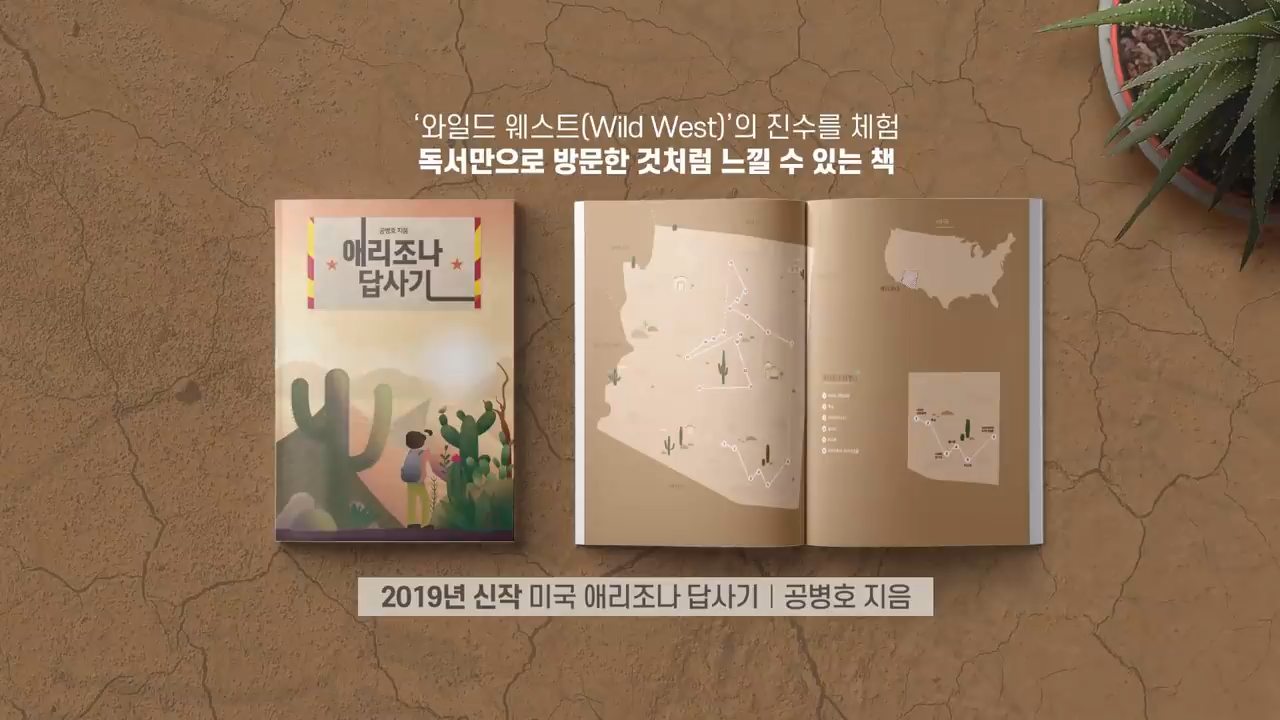 ‘와일드 웨스트(Wild West)’의 진수를 체험
독서만으로 방문한 것처럼 느낄 수 있는 책
공병호 지음
애리조나
답사기
2019년 신작 미국 애리조나 답사기 | 공병호 지음